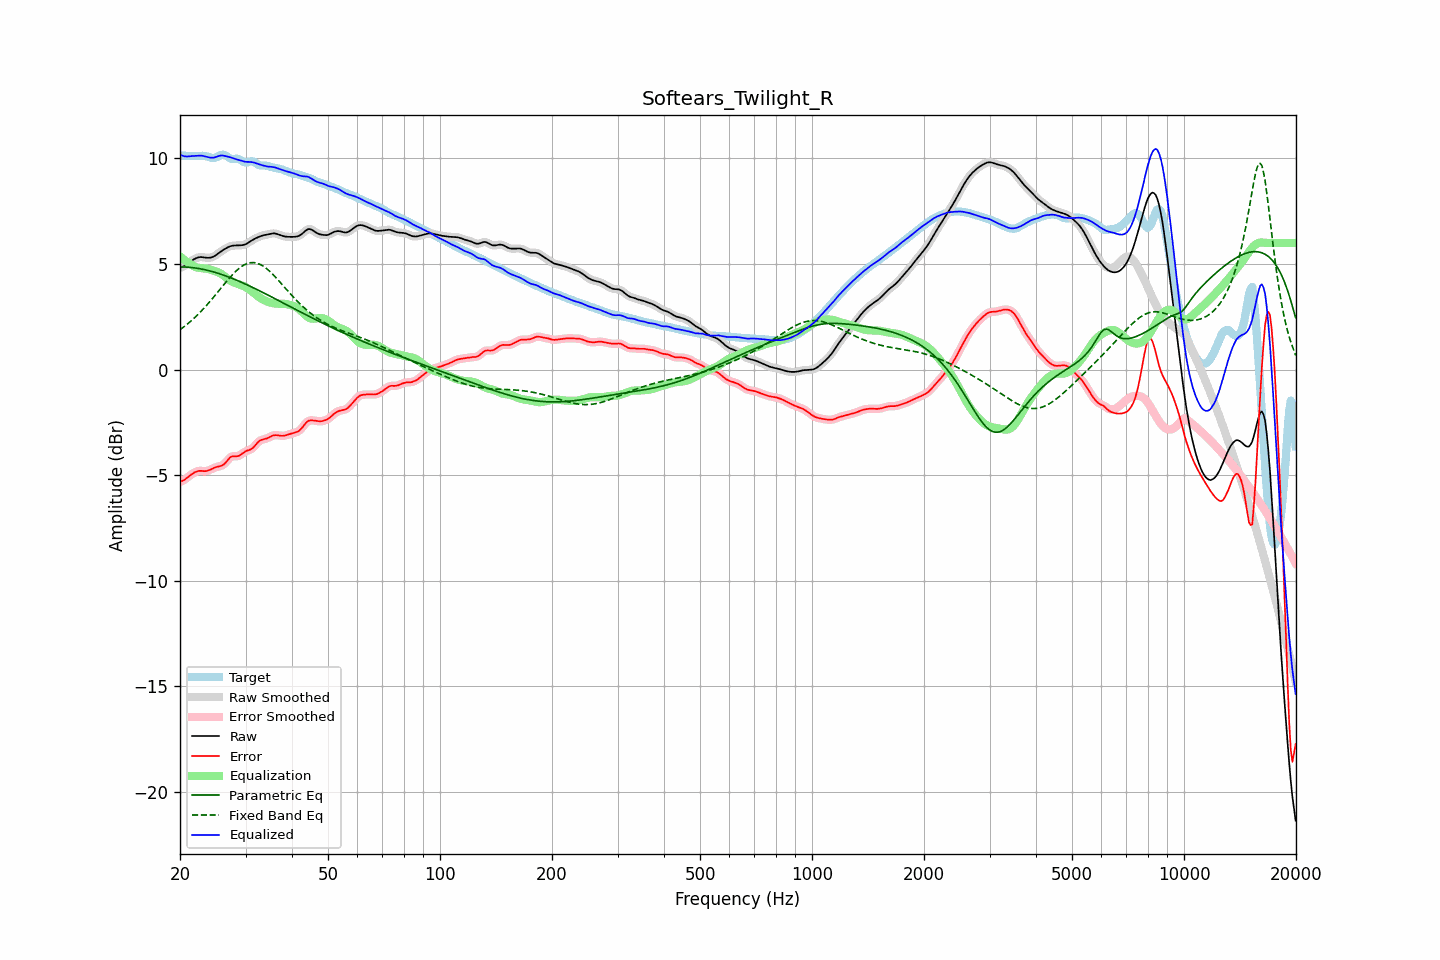 Softears_Twilight_R
10
5
0
−5
−10
−15
−20
Amplitude (dBr)
Target
Raw Smoothed
Error Smoothed
Raw
Error
Equalization
Parametric Eq
Fixed Band Eq
Equalized
20 50 100 200 500 1000 2000 5000 10000 20000
Frequency (Hz)